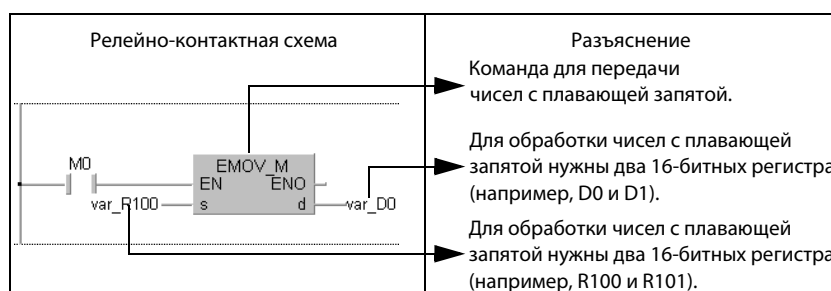 Релейно-контактная схема
Разъяснение
Команда для передачи
чисел с плавающей запятой.
Для обработки чисел с плавающей
запятой нужны два 16-битных регистра
(например, D0 и D1).
Для обработки чисел с плавающей
запятой нужны два 16-битных регистра
(например, R100 и R101).
M0
EMOV_M
EN ENO
var_R100 s d var_D0